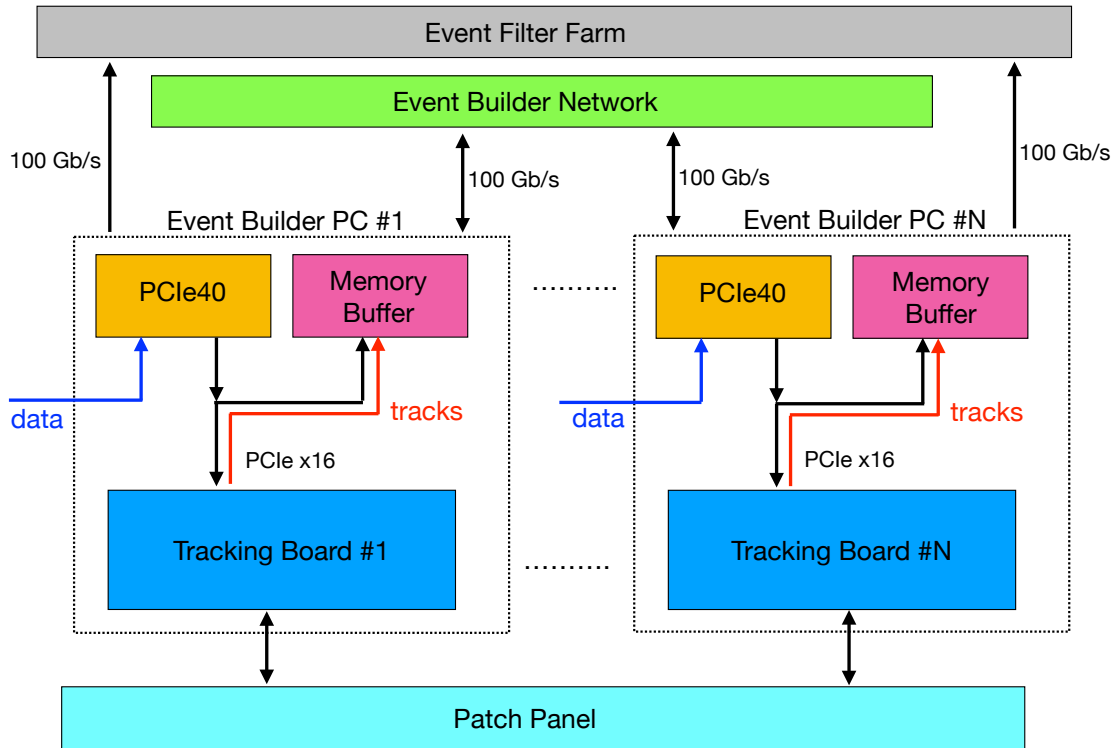 Event Filter Farm
Event Builder Network
100 Gb/s
100 Gb/s
100 Gb/s
100 Gb/s
Event Builder PC #1
Event Builder PC #N
PCIe40
Memory
Buffer
..........
PCIe40
Memory
Buffer
data
tracks
data
tracks
PCIe x16
PCIe x16
Tracking Board #1
..........
Tracking Board #N
Patch Panel